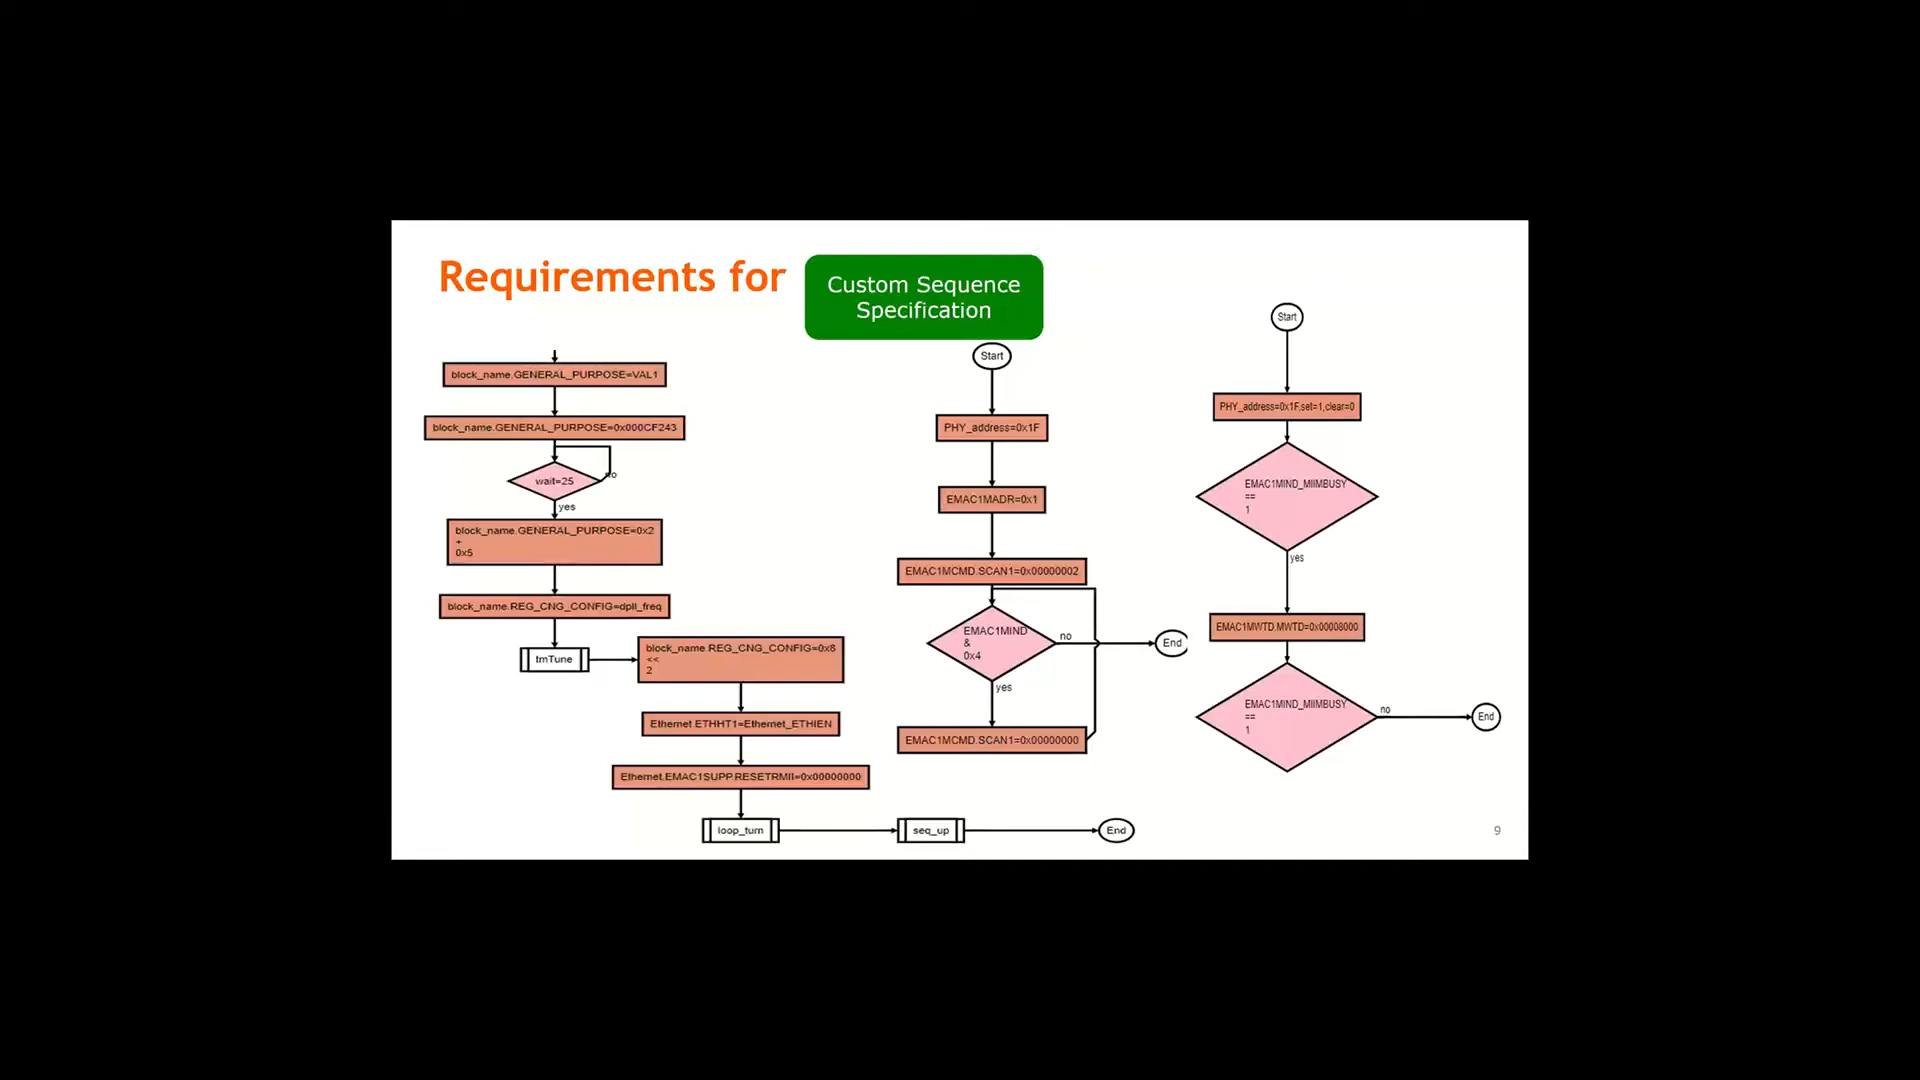 Requirements for
Custom Sequence
Specification
block_name.GENERAL_PURPOSE=VAL1
block_name.GENERAL_PURPOSE=0x000CF243
wait=25
no
yes
block_name.GENERAL_PURPOSE=0x2
+
0x5
block_name.REG_CNG_CONFIG=dpll_freq
tmTune
block_name.REG_CNG_CONFIG=0x8
<<
2
Ethernet.ETHHT1=Ethernet_ETHIEN
Ethernet.EMAC1SUPP.RESETRMII=0x00000000
loop_turn
seq_up
End
Start
PHY_address=0x1F
EMAC1MADR=0x1
EMAC1MCMD.SCAN1=0x00000002
EMAC1MIND
&
0x4
no
End
yes
EMAC1MCMD.SCAN1=0x00000000
Start
PHY_address=0x1F,set=1,clear=0
EMAC1MIND_MIIMBUSY
==
1
yes
EMAC1MWTD.MWTD=0x00008000
EMAC1MIND_MIIMBUSY
==
1
no
End
9